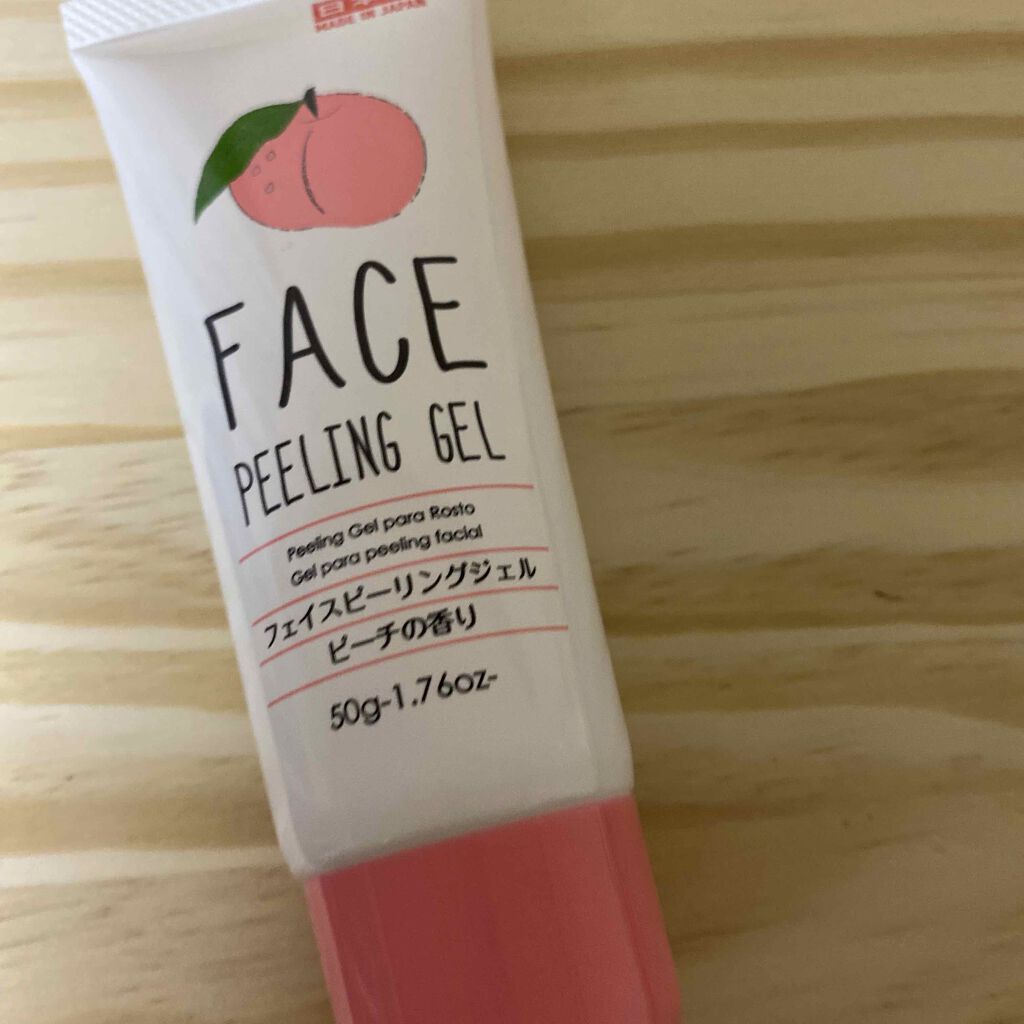 MADE IN JAPAN
FACE
PEELING GEL
Peeling Gel para Rosto
Gel para peeling facial
フェイスピーリングジェル
ピーチの香り
50g-1.76oz-